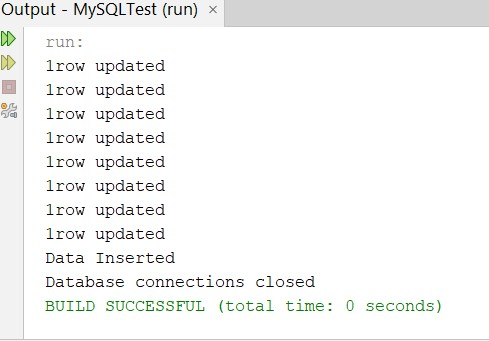 Output - MySQLTest (run) ×
run:
1row updated
1row updated
1row updated
1row updated
1row updated
1row updated
1row updated
1row updated
Data Inserted
Database connections closed
BUILD SUCCESSFUL (total time: 0 seconds)